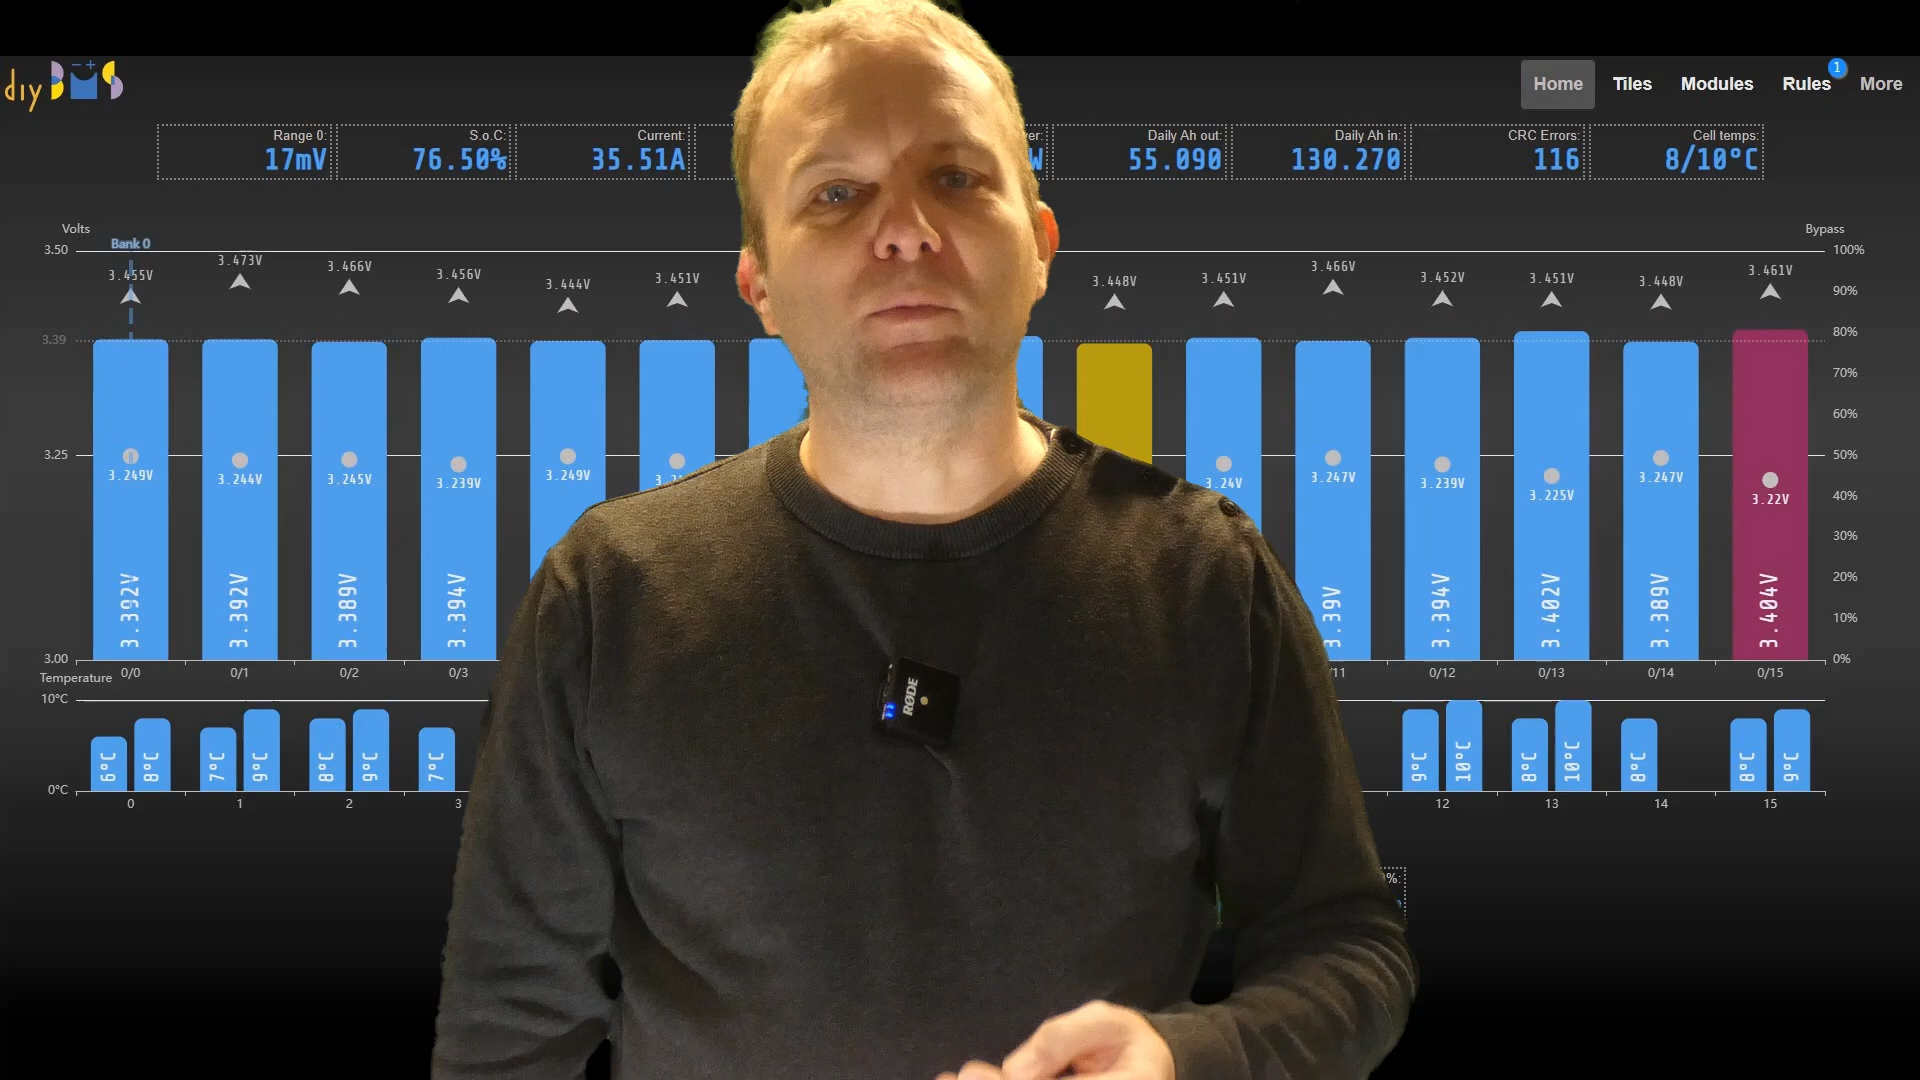 diyBMS
Home
Tiles
Modules
Rules
1
More
Range 0:
17mV
S.o.C:
76.50%
Current:
35.51A
er:
W
Daily Ah out:
55.090
Daily Ah in:
130.270
CRC Errors:
116
Cell temps:
8/10°C
Volts
Bypass
Bank 0
3.50
3.39
3.25
3.00
100%
90%
80%
70%
60%
50%
40%
30%
20%
10%
0%
3.455V
3.473V
3.466V
3.456V
3.444V
3.451V
3.448V
3.451V
3.466V
3.452V
3.451V
3.448V
3.461V
3.249V
3.244V
3.245V
3.239V
3.249V
3.24V
3.247V
3.239V
3.225V
3.247V
3.22V
3.392V
3.392V
3.389V
3.394V
3.39V
3.394V
3.402V
3.389V
3.404V
0/0
0/1
0/2
0/3
11
0/12
0/13
0/14
0/15
Temperature
10°C
0°C
6°C
8°C
7°C
9°C
8°C
9°C
7°C
9°C
10°C
8°C
10°C
8°C
8°C
9°C
0
1
2
3
12
13
14
15
%:
RØDE